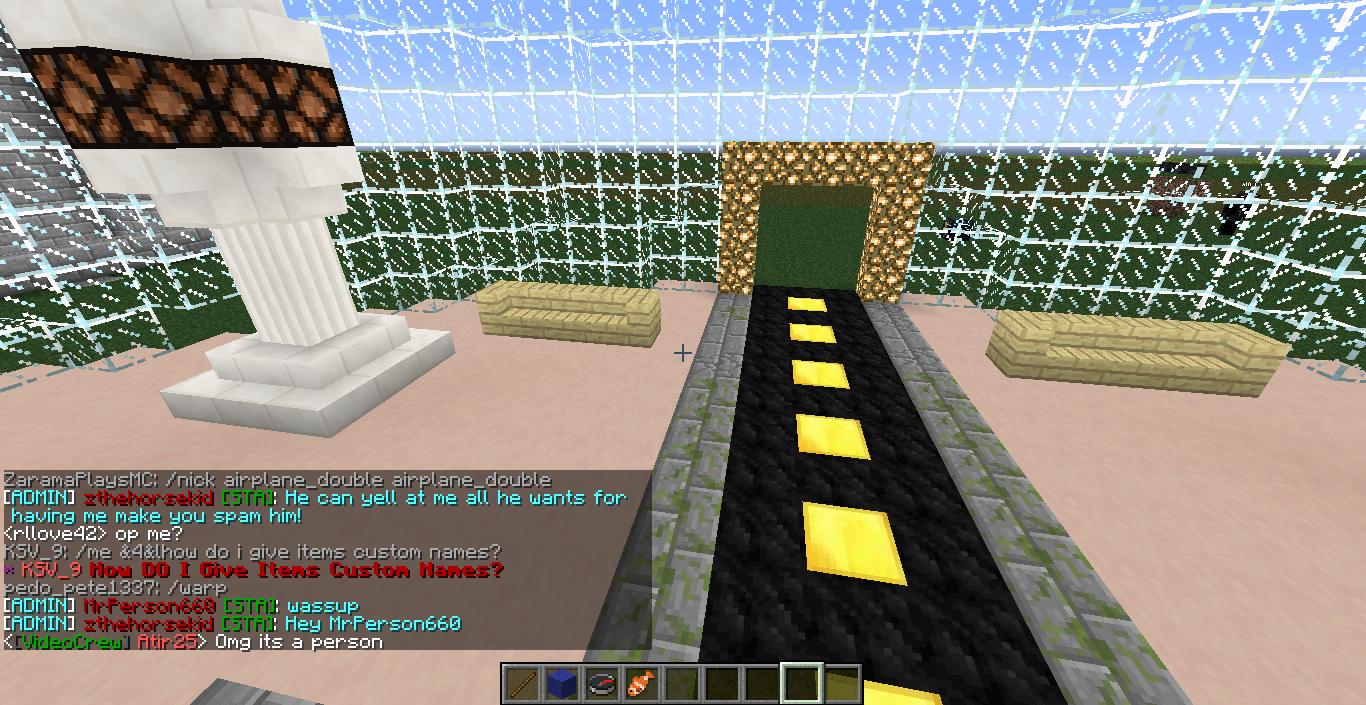 ZaramaPlaysMC: /nick airplane_double airplane_double
[ADMIN] zthehorsekid [STA]: He can yell at me all he wants for
having me make you spam him!
<rllove42> op me?
KSV_9: /me &4&lhow do i give items custom names?
* KSV_9 How DO I Give Items Custom Names?
pedo_pete1337: /warp
[ADMIN] MrPerson660 [STA]: wassup
[ADMIN] zthehorsekid [STA]: Hey MrPerson660
<[VideoCrew] Atir25> Omg its a person